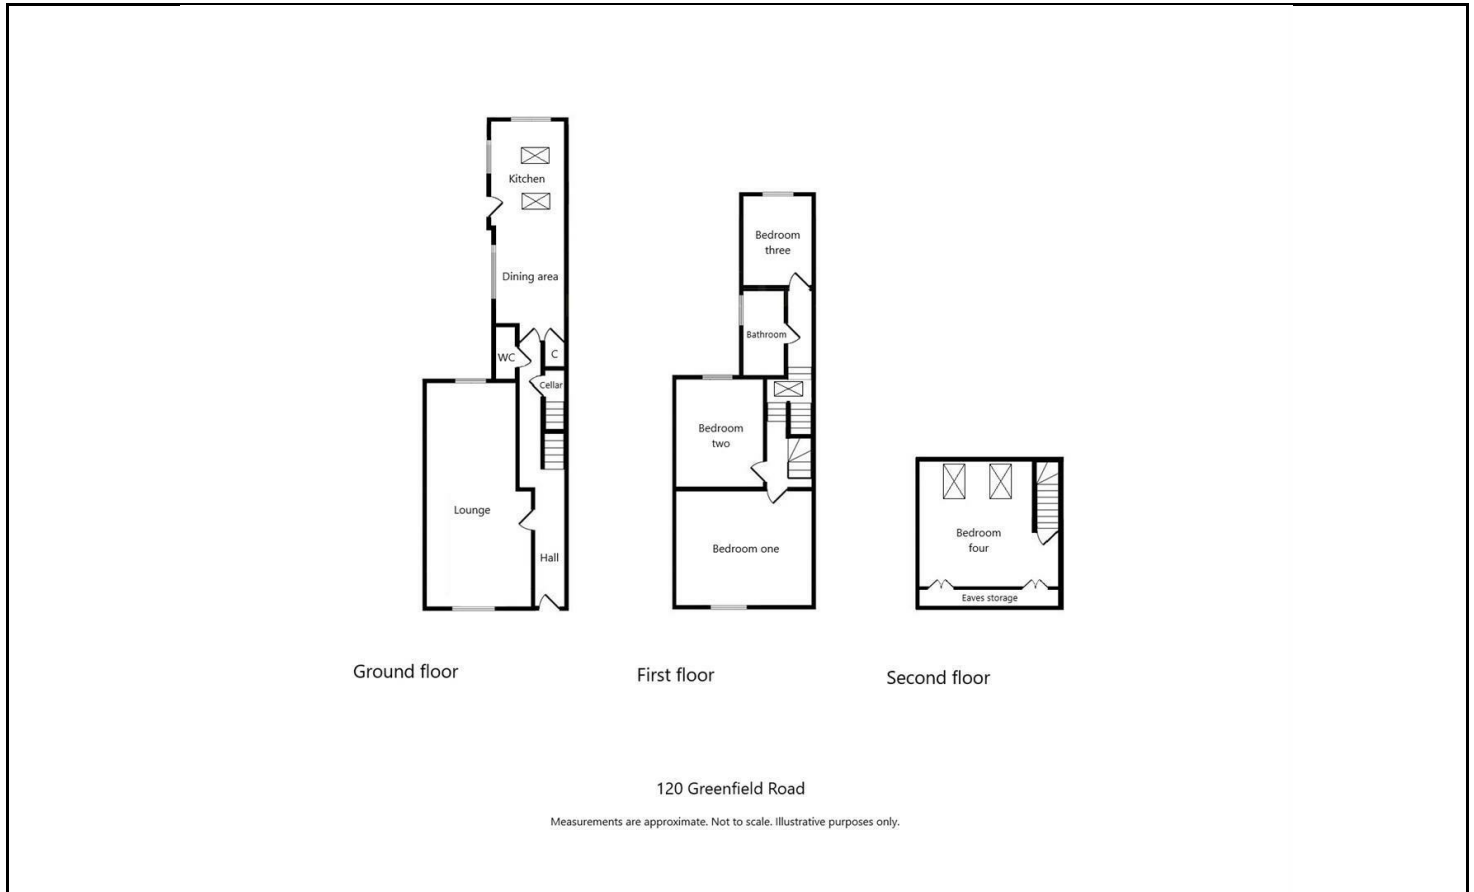 Kitchen
Dining area
WC
C
Cellar
Lounge
Hall
Ground floor
Bedroom
three
Bathroom
Bedroom
two
Bedroom one
First floor
Bedroom
four
Eaves storage
Second floor
120 Greenfield Road
Measurements are approximate. Not to scale. Illustrative purposes only.